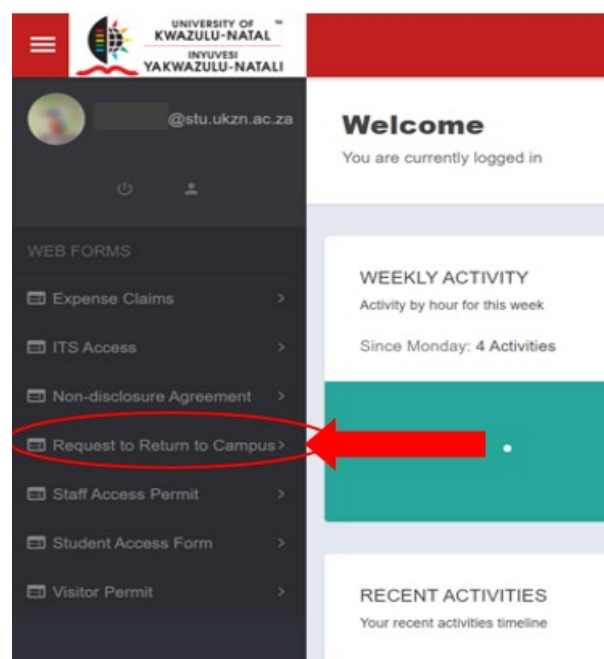 UNIVERSITY OF ™
KWAZULU-NATAL
INYUVESI
YAKWAZULU-NATALI
@stu.ukzn.ac.za
WEB FORMS
Expense Claims
ITS Access
Non-disclosure Agreement
Request to Return to Campus
Staff Access Permit
Student Access Form
Visitor Permit
Welcome
You are currently logged in
WEEKLY ACTIVITY
Activity by hour for this week
Since Monday: 4 Activities
RECENT ACTIVITIES
Your recent activities timeline